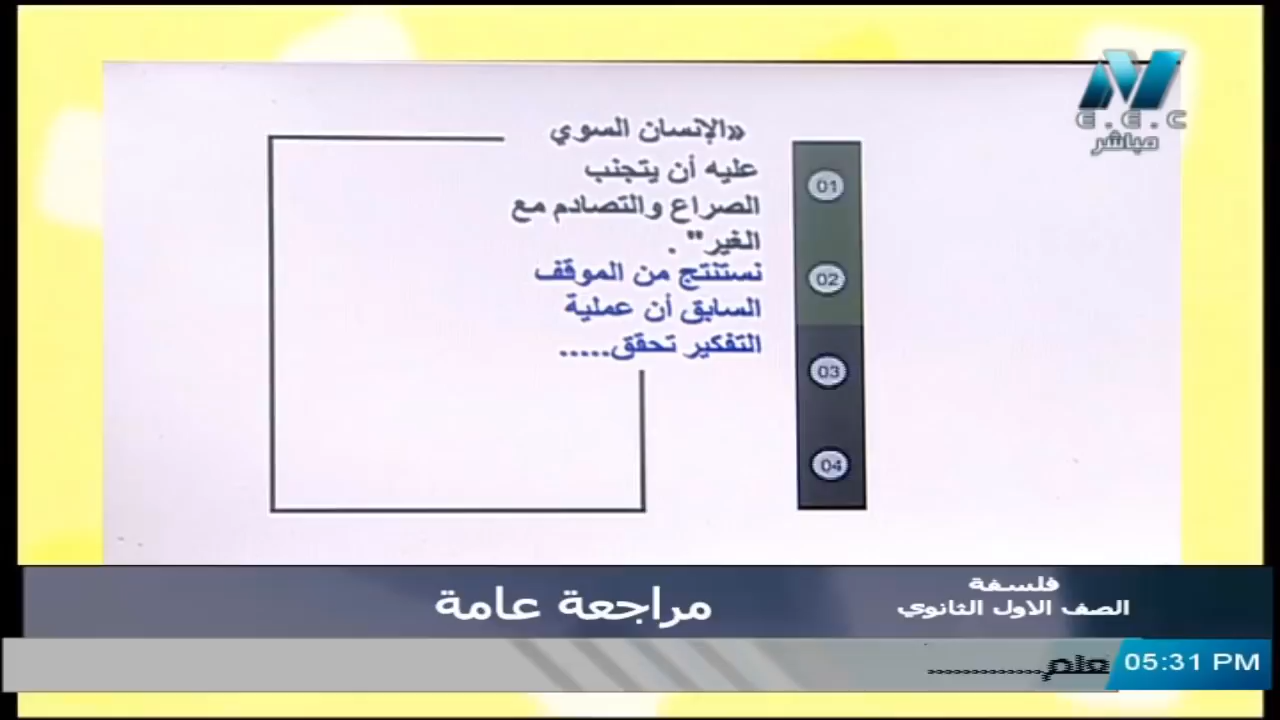 E.E.C
مباشر
«الإنسان السوي
عليه أن يتجنب
الصراع والتصادم مع
الغير" .
نستنتج من الموقف
السابق أن عملية
التفكير تحقق.....
01
02
03
04
فلسفة
الصف الاول الثانوي
مراجعة عامة
05:31 PM